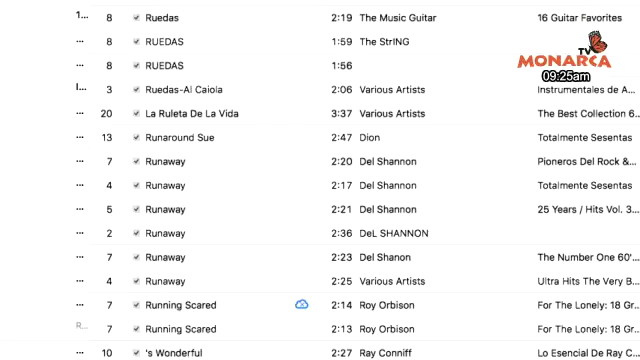 1... 8 Ruedas 2:19 The Music Guitar 16 Guitar Favorites
... 8 RUEDAS 1:59 The StrING
... 8 RUEDAS 1:56
TV
MONARCA
09:25am
I... 3 Ruedas-Al Caiola 2:06 Various Artists Instrumentales de A...
... 20 La Ruleta De La Vida 3:37 Various Artists The Best Collection 6...
... 13 Runaround Sue 2:47 Dion Totalmente Sesentas
... 7 Runaway 2:20 Del Shannon Pioneros Del Rock &...
... 4 Runaway 2:17 Del Shannon Totalmente Sesentas
... 5 Runaway 2:21 Del Shannon 25 Years / Hits Vol. 3...
... 2 Runaway 2:36 DeL SHANNON
... 7 Runaway 2:23 Del Shanon The Number One 60'...
... 4 Runaway 2:25 Various Artists Ultra Hits The Very B...
... 7 Running Scared 2:14 Roy Orbison For The Lonely: 18 Gr...
R... 7 Running Scared 2:13 Roy Orbison For The Lonely: 18 Gr...
... 10 's Wonderful 2:27 Ray Conniff Lo Esencial De Ray C...